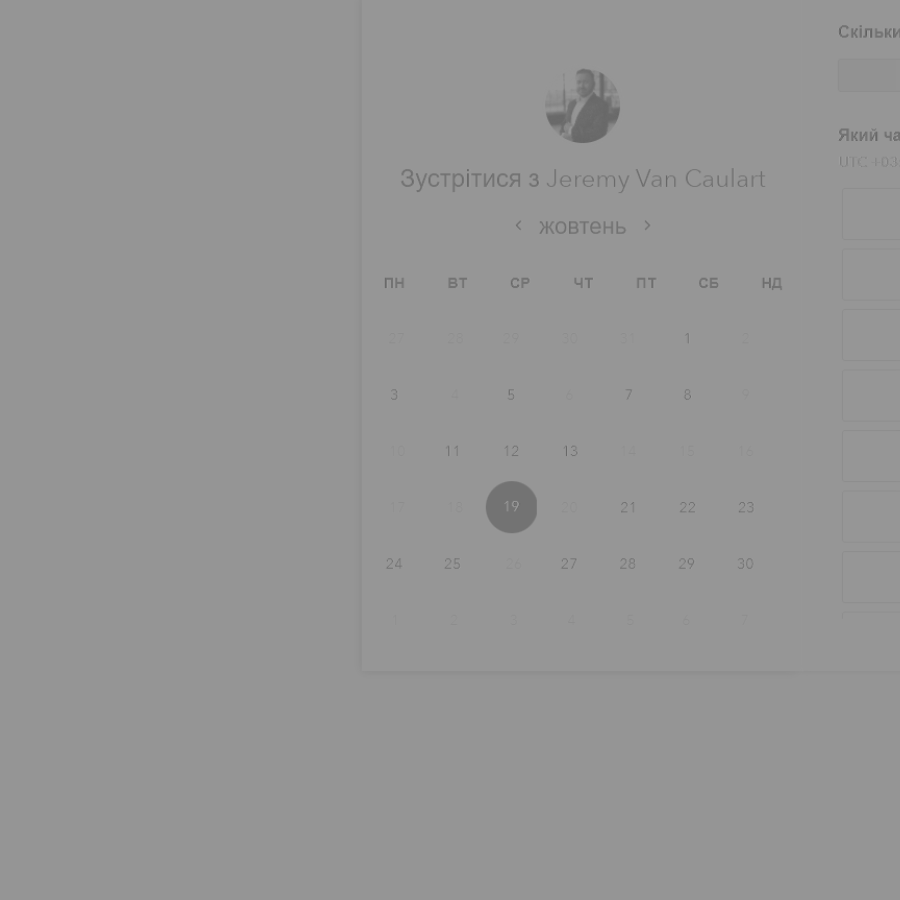 Скільки
Зустрітися з Jeremy Van Caulart
жовтень
ПН ВТ СР ЧТ ПТ СБ НД
27 28 29 30 31 1 2
3 4 5 6 7 8 9
10 11 12 13 14 15 16
17 18 19 20 21 22 23
24 25 26 27 28 29 30
1 2 3 4 5 6 7
Який ча
UTC +03